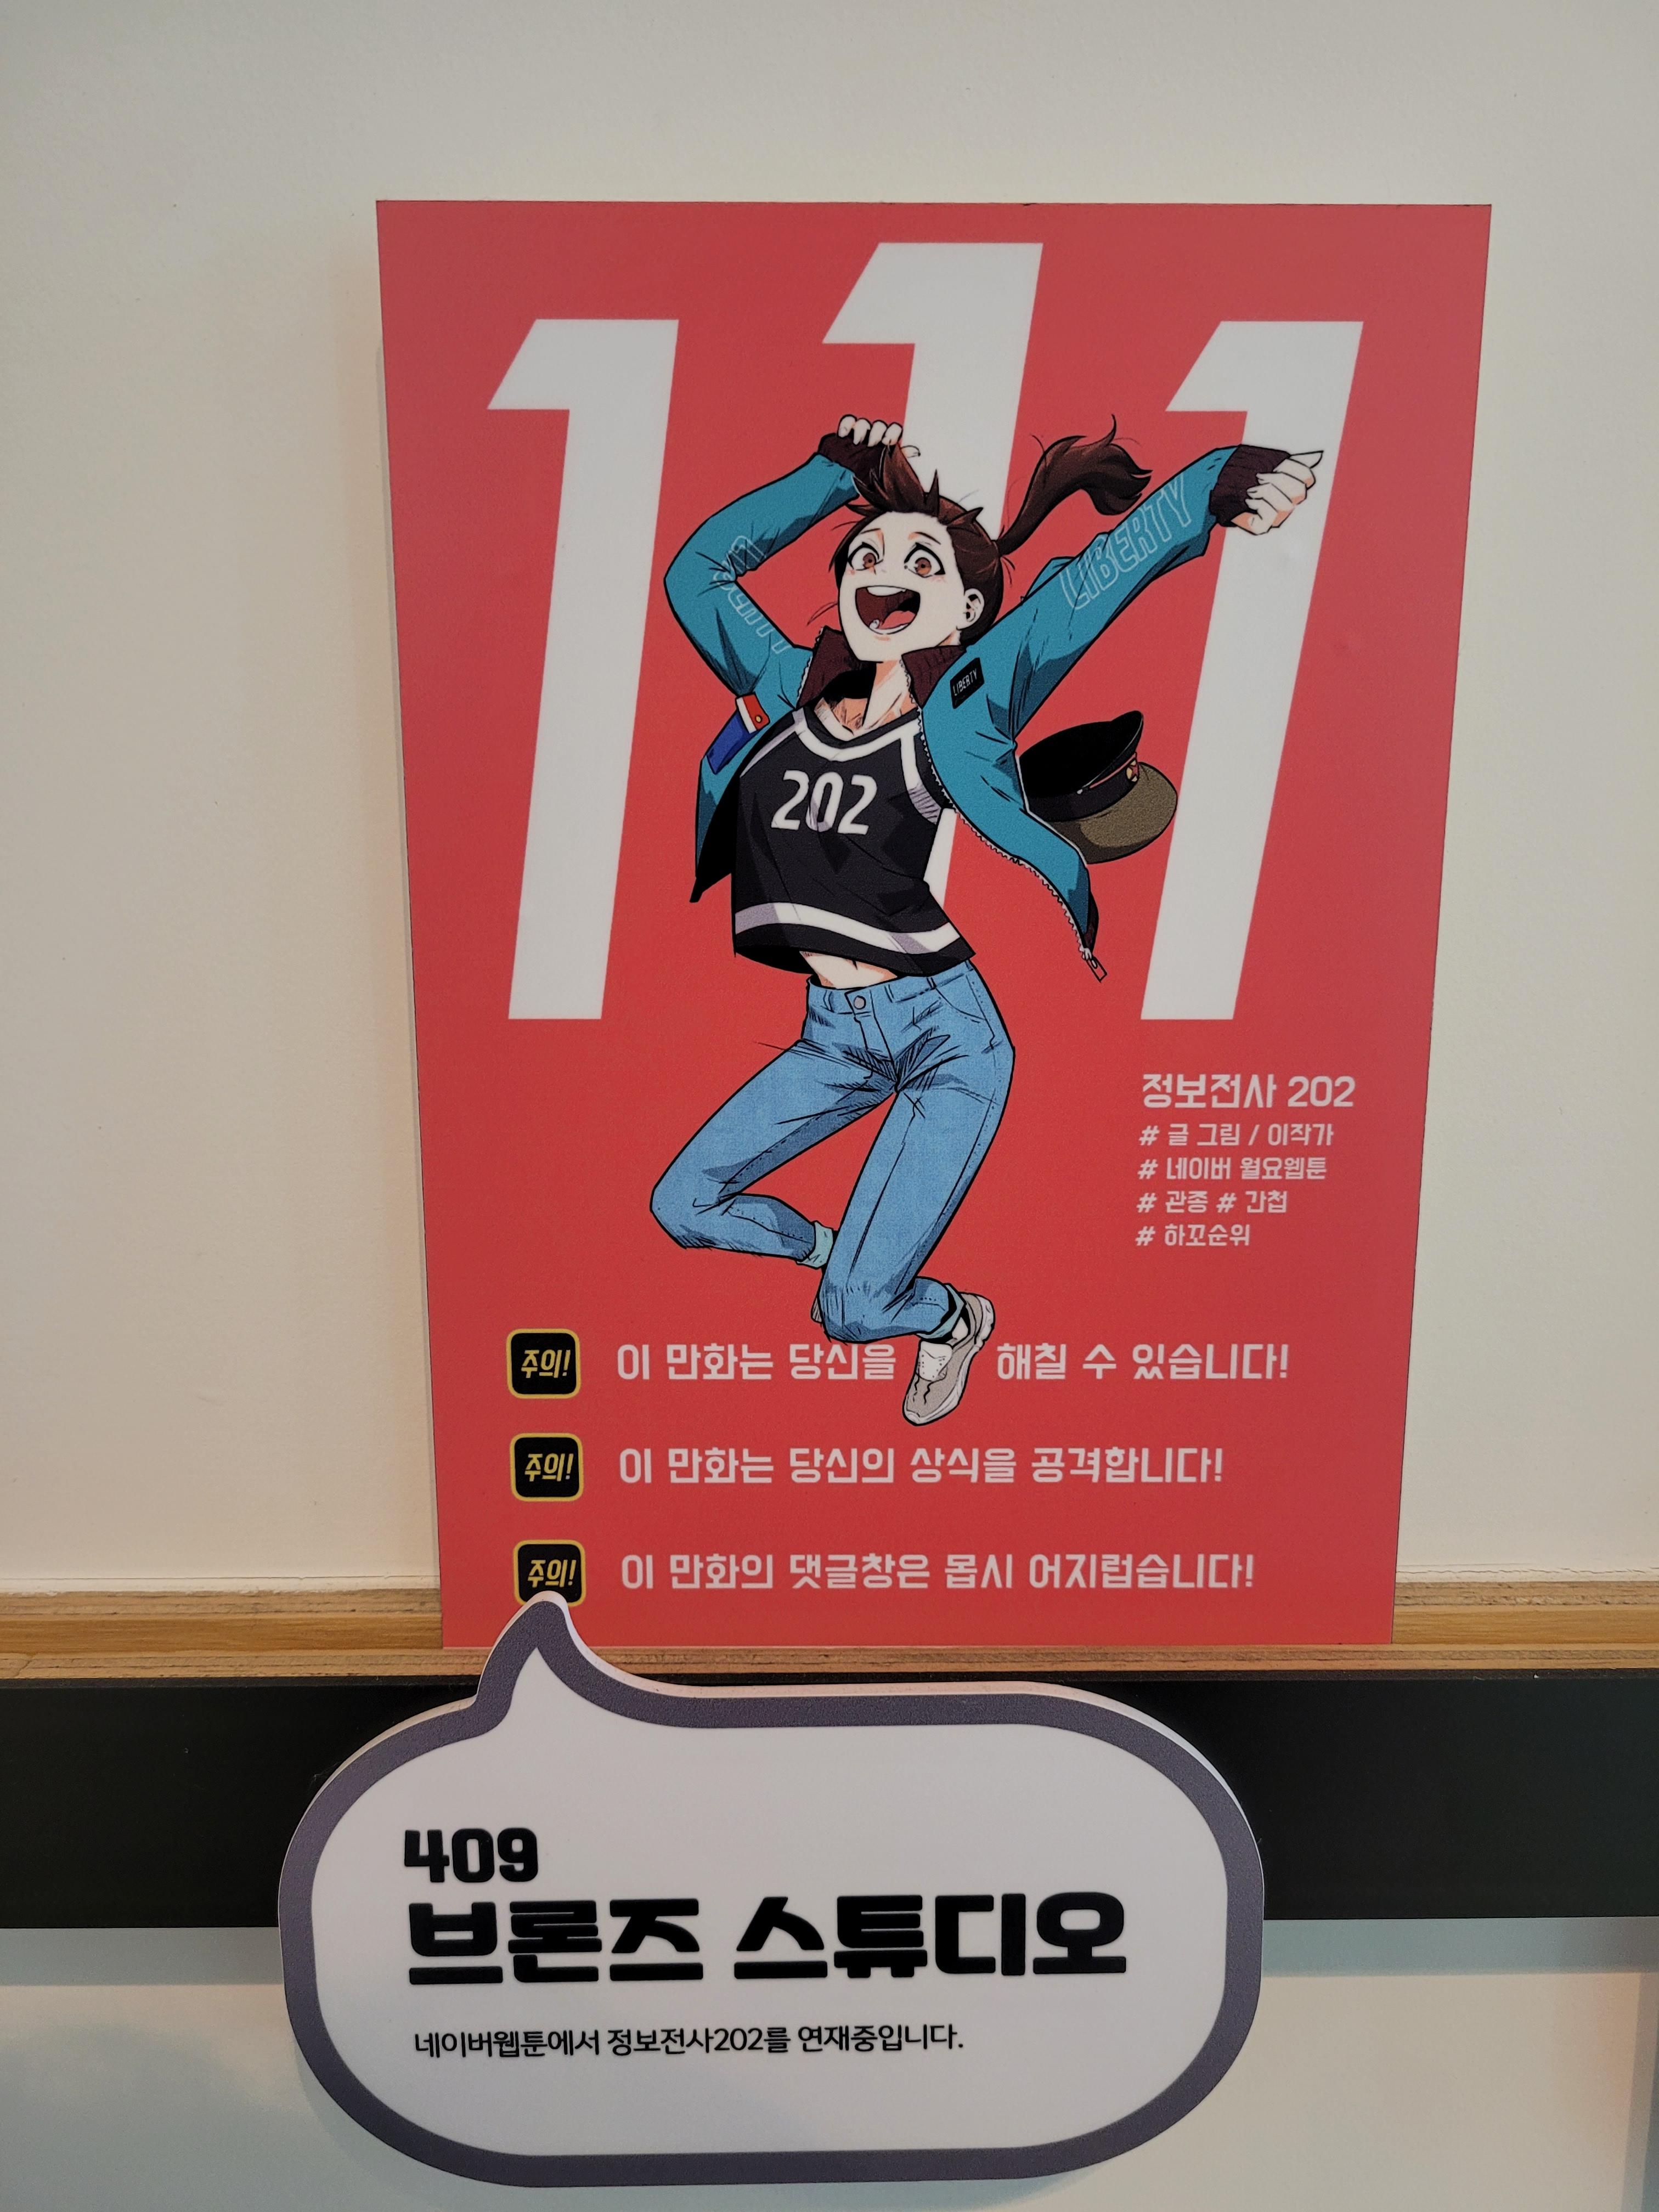 111
LIBERTY
LIBERTY
202
정보전사 202
# 글 그림 / 이작가
# 네이버 월요웹툰
# 관종 # 간첩
# 하꼬순위
주의! 이 만화는 당신을 해칠 수 있습니다!
주의! 이 만화는 당신의 상식을 공격합니다!
주의! 이 만화의 댓글창은 몹시 어지럽습니다!
409
브론즈 스튜디오
네이버웹툰에서 정보전사202를 연재중입니다.